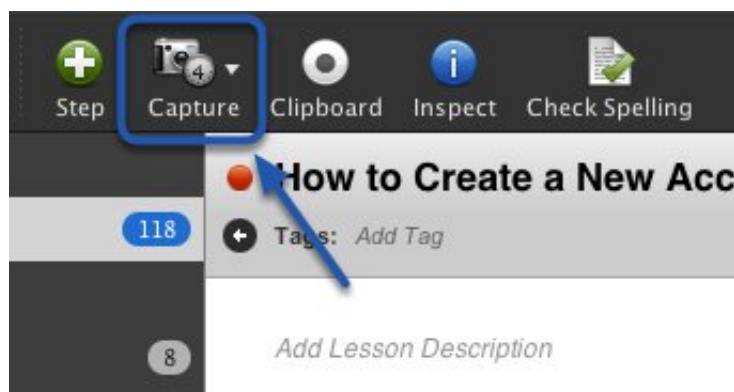 4
Step Capture Clipboard Inspect Check Spelling
How to Create a New Acc
118
Tags: Add Tag
8
Add Lesson Description